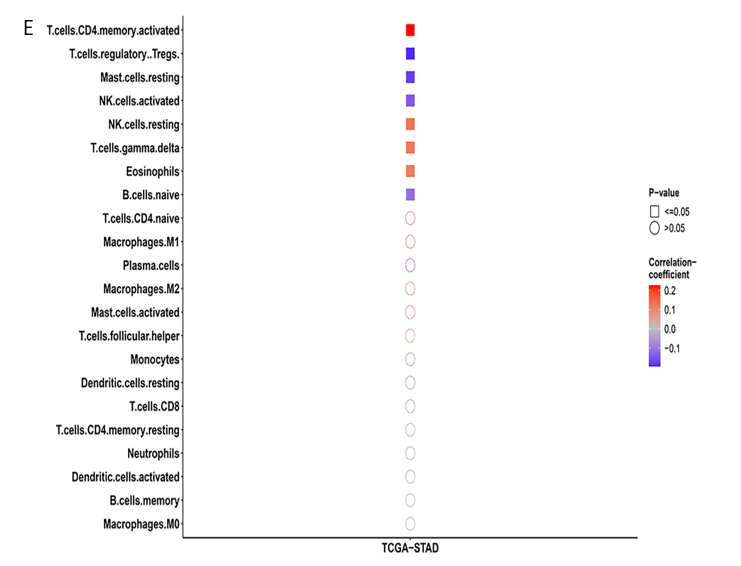 E
T.cells.CD4.memory.activated
T.cells.regulatory..Tregs.
Mast.cells.resting
NK.cells.activated
NK.cells.resting
T.cells.gamma.delta
Eosinophils
B.cells.naive
T.cells.CD4.naive
Macrophages.M1
Plasma.cells
Macrophages.M2
Mast.cells.activated
T.cells.follicular.helper
Monocytes
Dendritic.cells.resting
T.cells.CD8
T.cells.CD4.memory.resting
Neutrophils
Dendritic.cells.activated
B.cells.memory
Macrophages.M0
TCGA−STAD
P−value
<=0.05
>0.05
Correlation−
coefficient
0.2
0.1
0.0
−0.1